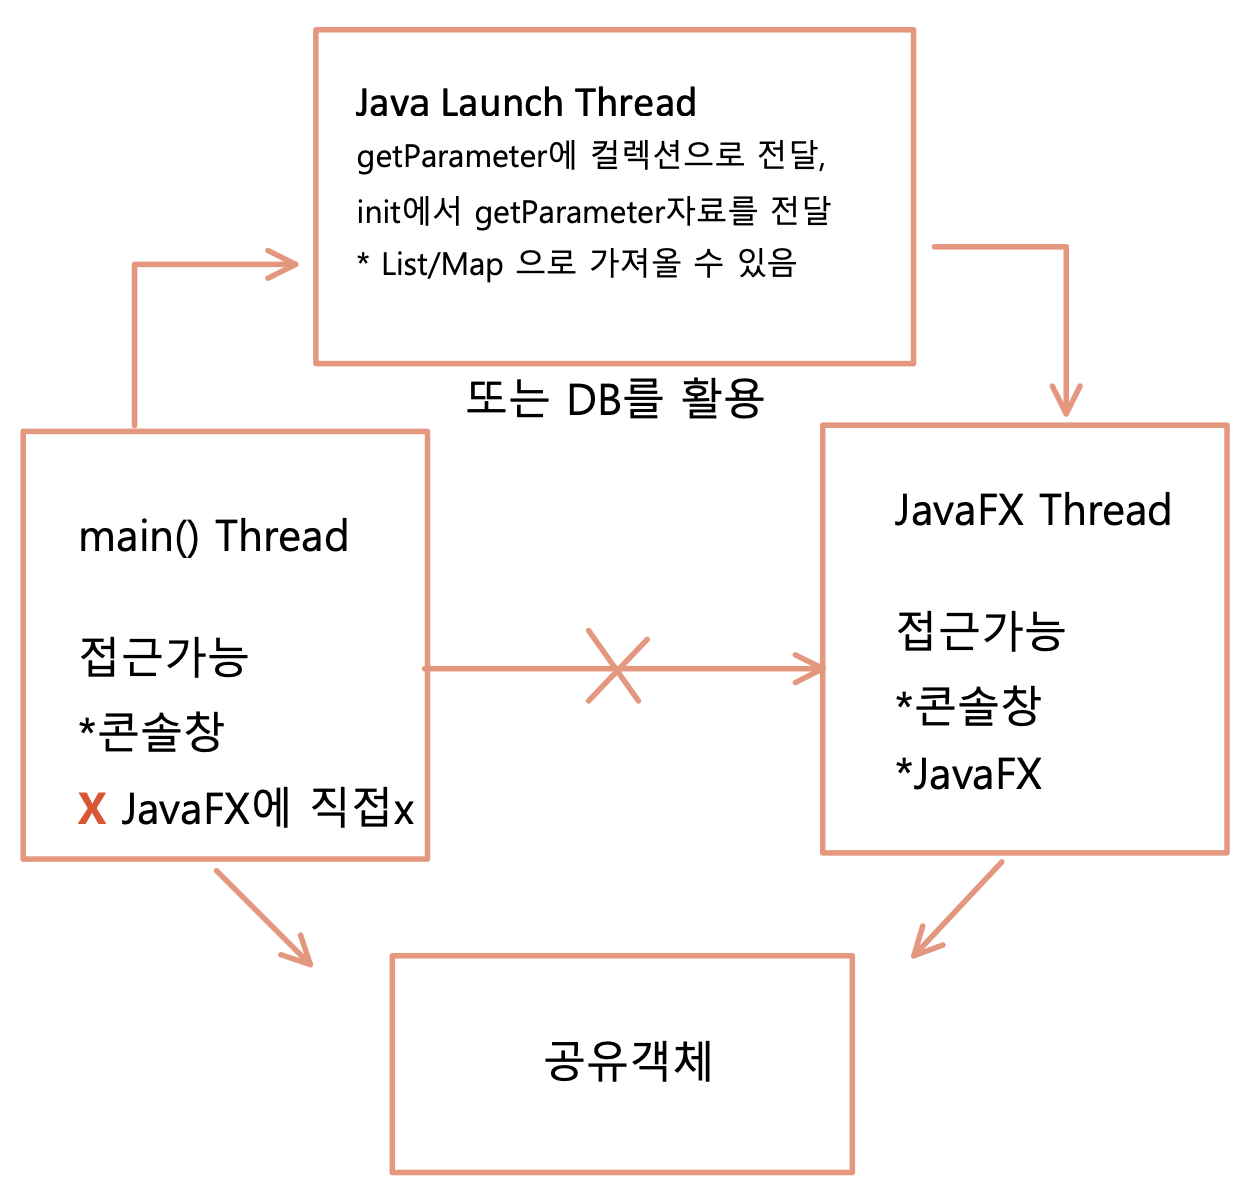 Java Launch Thread
getParameter에 컬렉션으로 전달,
init에서 getParameter자료를 전달
* List/Map 으로 가져올 수 있음
또는 DB를 활용
main() Thread
접근가능
*콘솔창
X JavaFX에 직접x
JavaFX Thread
접근가능
*콘솔창
*JavaFX
공유객체